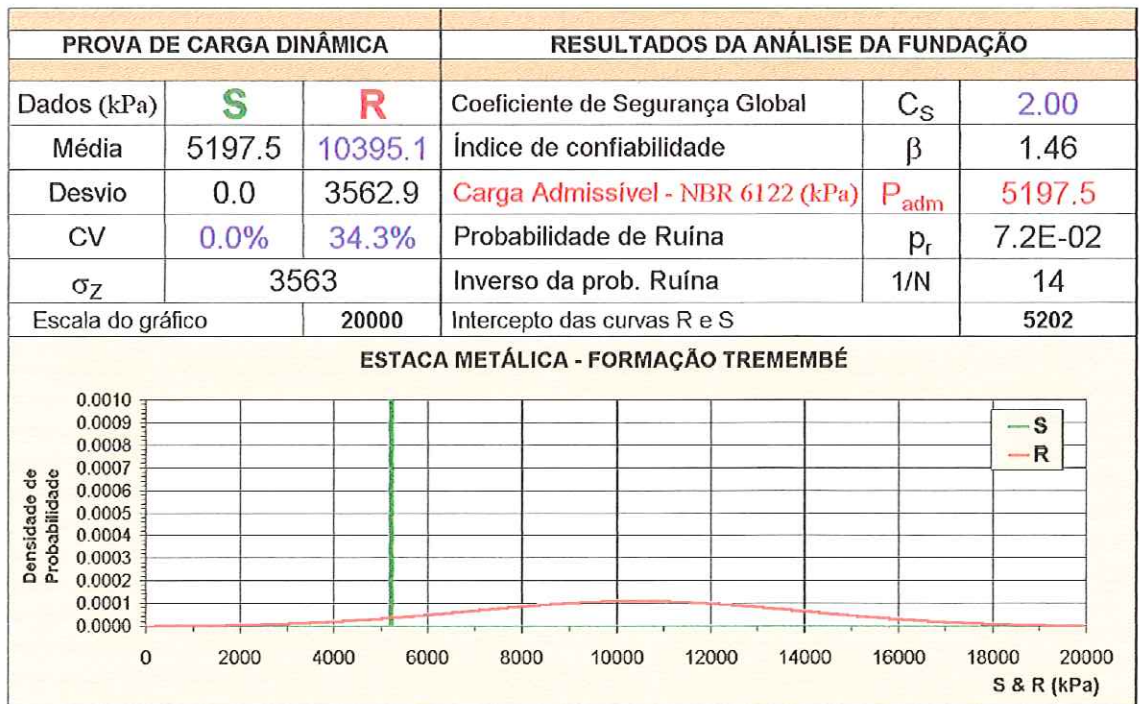 PROVA DE CARGA DINÂMICA RESULTADOS DA ANÁLISE DA FUNDAÇÃO
Dados (kPa) S R Coeficiente de Segurança Global C_S 2.00
Média 5197.5 10395.1 Índice de confiabilidade β 1.46
Desvio 0.0 3562.9 Carga Admissível - NBR 6122 (kPa) P_adm 5197.5
CV 0.0% 34.3% Probabilidade de Ruína p_r 7.2E-02
σ_Z 3563 Inverso da prob. Ruína 1/N 14
Escala do gráfico 20000 Intercepto das curvas R e S 5202
ESTACA METÁLICA - FORMAÇÃO TREMEMBÉ
Densidade de
Probabilidade
0.0010
0.0009
0.0008
0.0007
0.0006
0.0005
0.0004
0.0003
0.0002
0.0001
0.0000
S
R
0 2000 4000 6000 8000 10000 12000 14000 16000 18000 20000
S & R (kPa)